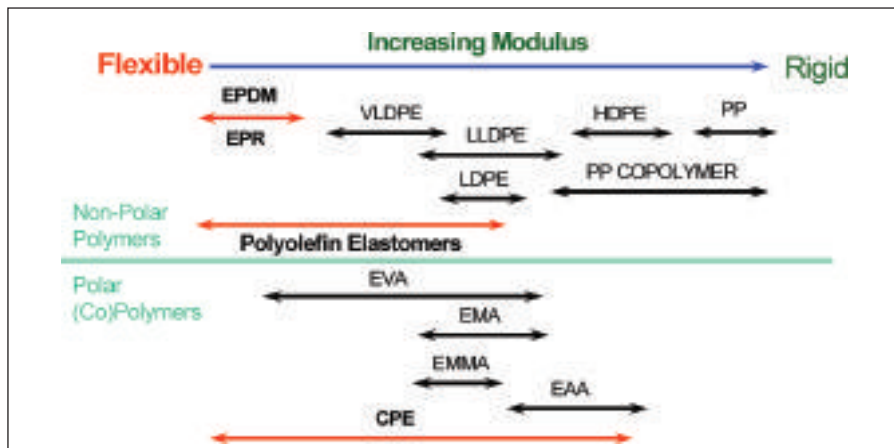 Increasing Modulus
Flexible
Rigid
EPDM
EPR
VLDPE
LLDPE
LDPE
HDPE
PP
PP COPOLYMER
Non-Polar
Polymers
Polyolefin Elastomers
Polar
(Co)Polymers
EVA
EMA
EMMA
EAA
CPE